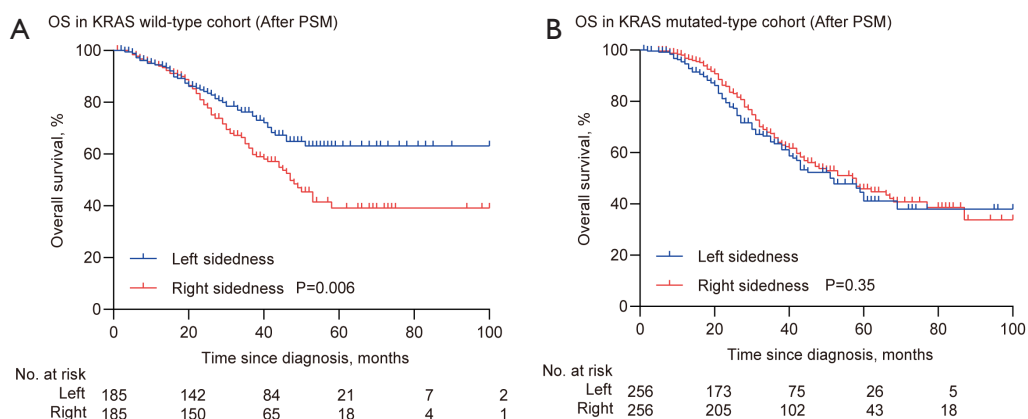 A OS in KRAS wild-type cohort (After PSM)
100
80
60
40
20
0
Overall survival, %
Left sidedness
Right sidedness P=0.006
0 20 40 60 80 100
Time since diagnosis, months
No. at risk
Left 185 142 84 21 7 2
Right 185 150 65 18 4 1
B OS in KRAS mutated-type cohort (After PSM)
100
80
60
40
20
0
Overall survival, %
Left sidedness
Right sidedness P=0.35
0 20 40 60 80 100
Time since diagnosis, months
No. at risk
Left 256 173 75 26 5
Right 256 205 102 43 18